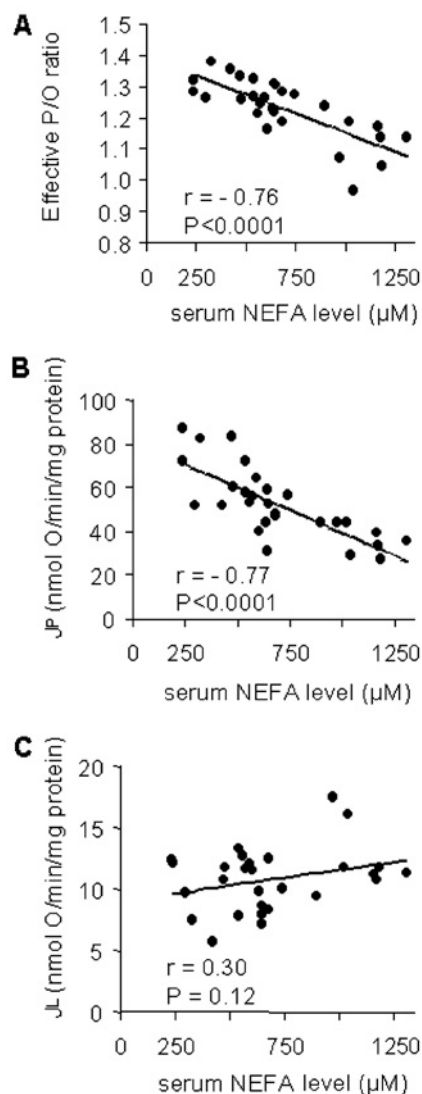 A
Effective P/O ratio
1.5
1.4
1.3
1.2
1.1
1.0
0.9
0.8
r = - 0.76
P<0.0001
0 250 750 1250
serum NEFA level (µM)
B
JP (nmol O/min/mg protein)
100
80
60
40
20
0
r = - 0.77
P<0.0001
0 250 750 1250
serum NEFA level (µM)
C
JL (nmol O/min/mg protein)
20
15
10
5
0
r = 0.30
P = 0.12
0 250 750 1250
serum NEFA level (µM)